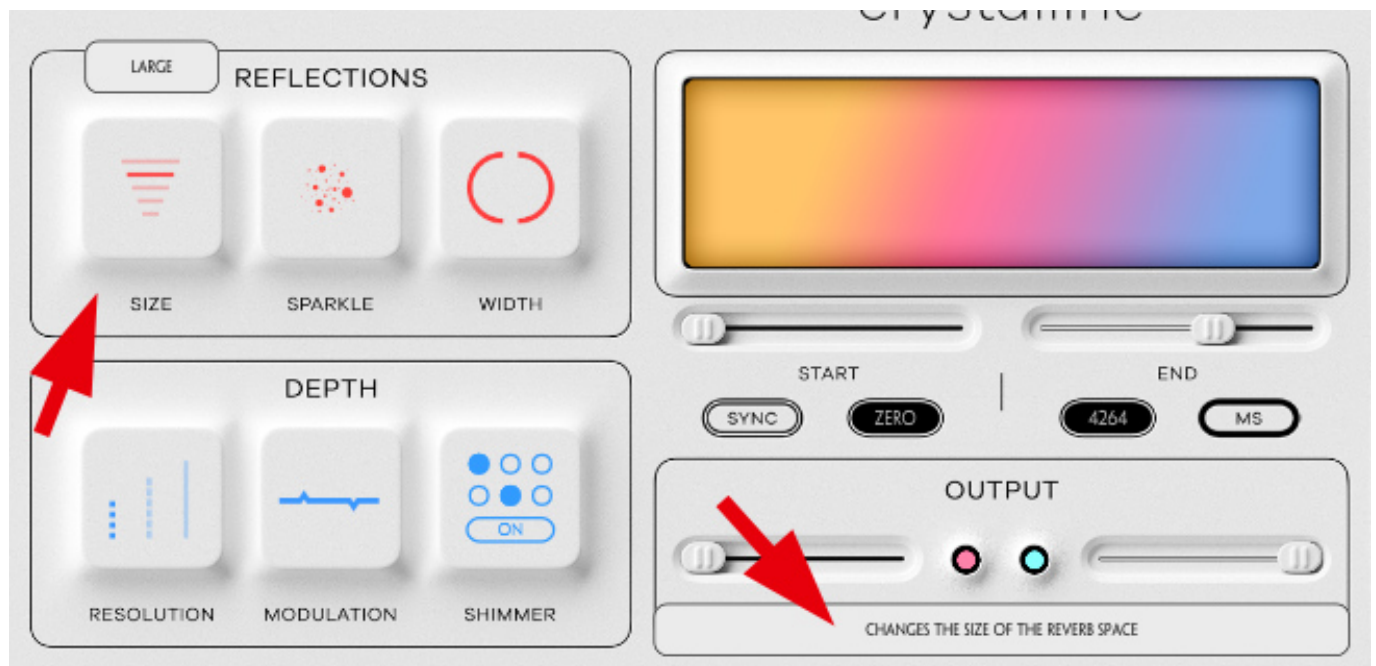 crystalline
LARGE
REFLECTIONS
SIZE
SPARKLE
WIDTH
START
END
SYNC
ZERO
4264
MS
DEPTH
ON
RESOLUTION
MODULATION
SHIMMER
OUTPUT
CHANGES THE SIZE OF THE REVERB SPACE